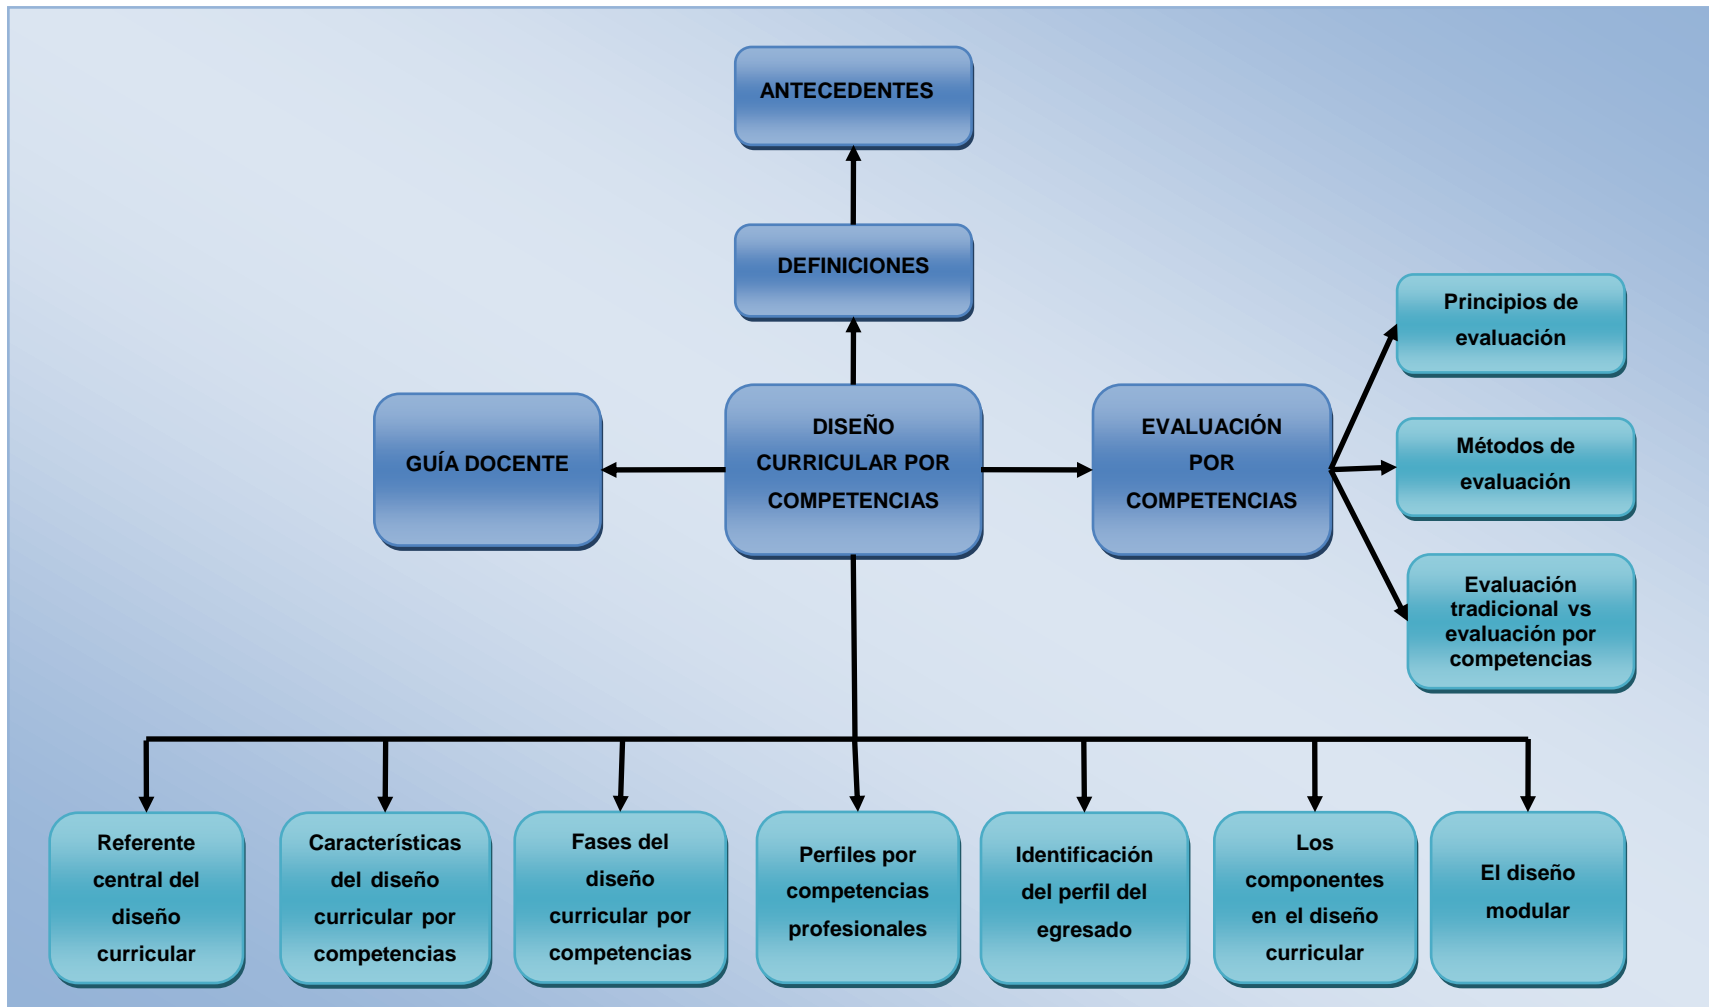 ANTECEDENTES
DEFINICIONES
Principios de
evaluación
GUÍA DOCENTE
DISEÑO
CURRICULAR POR
COMPETENCIAS
EVALUACIÓN
POR
COMPETENCIAS
Métodos de
evaluación
Evaluación
tradicional vs
evaluación por
competencias
Referente
central del
diseño
curricular
Características
del diseño
curricular por
competencias
Fases del
diseño
curricular por
competencias
Perfiles por
competencias
profesionales
Identificación
del perfil del
egresado
Los
componentes
en el diseño
curricular
El diseño
modular